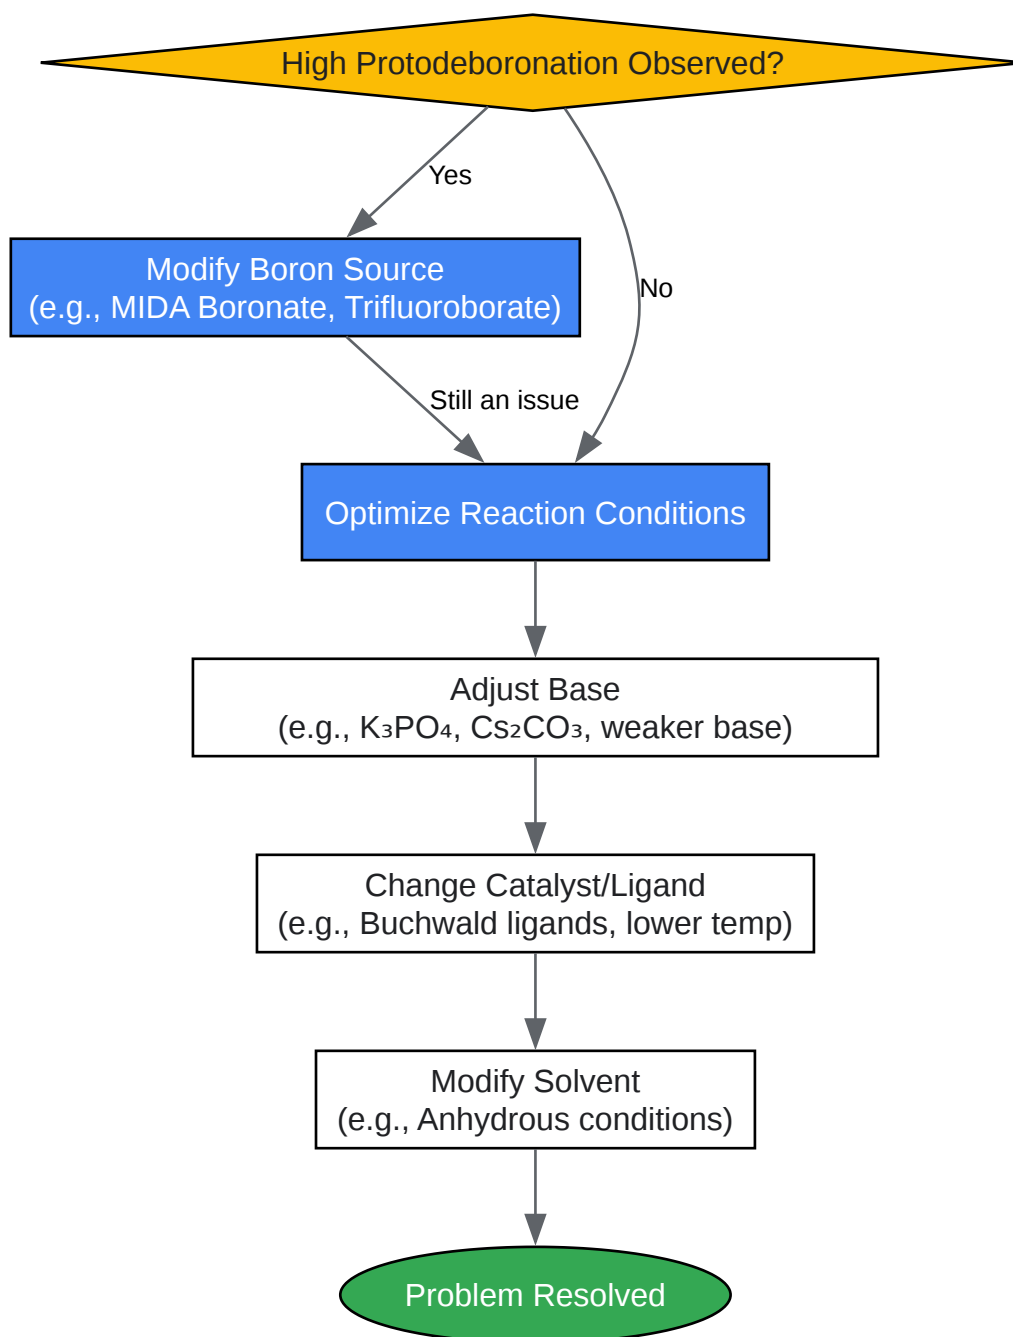 High Protodeboronation Observed?
Yes
Modify Boron Source
(e.g., MIDA Boronate, Trifluoroborate)
No
Still an issue
Optimize Reaction Conditions
Adjust Base
(e.g., K₃PO₄, Cs₂CO₃, weaker base)
Change Catalyst/Ligand
(e.g., Buchwald ligands, lower temp)
Modify Solvent
(e.g., Anhydrous conditions)
Problem Resolved